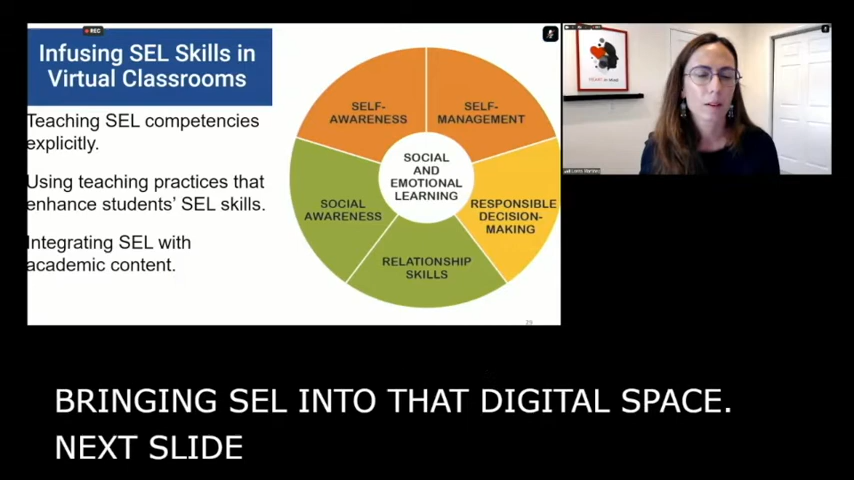 REC
Infusing SEL Skills in
Virtual Classrooms
Teaching SEL competencies
explicitly.
Using teaching practices that
enhance students' SEL skills.
Integrating SEL with
academic content.
SELF-
AWARENESS
SELF-
MANAGEMENT
SOCIAL
AND
EMOTIONAL
LEARNING
SOCIAL
AWARENESS
RESPONSIBLE
DECISION-
MAKING
RELATIONSHIP
SKILLS
29
BRINGING SEL INTO THAT DIGITAL SPACE.
NEXT SLIDE